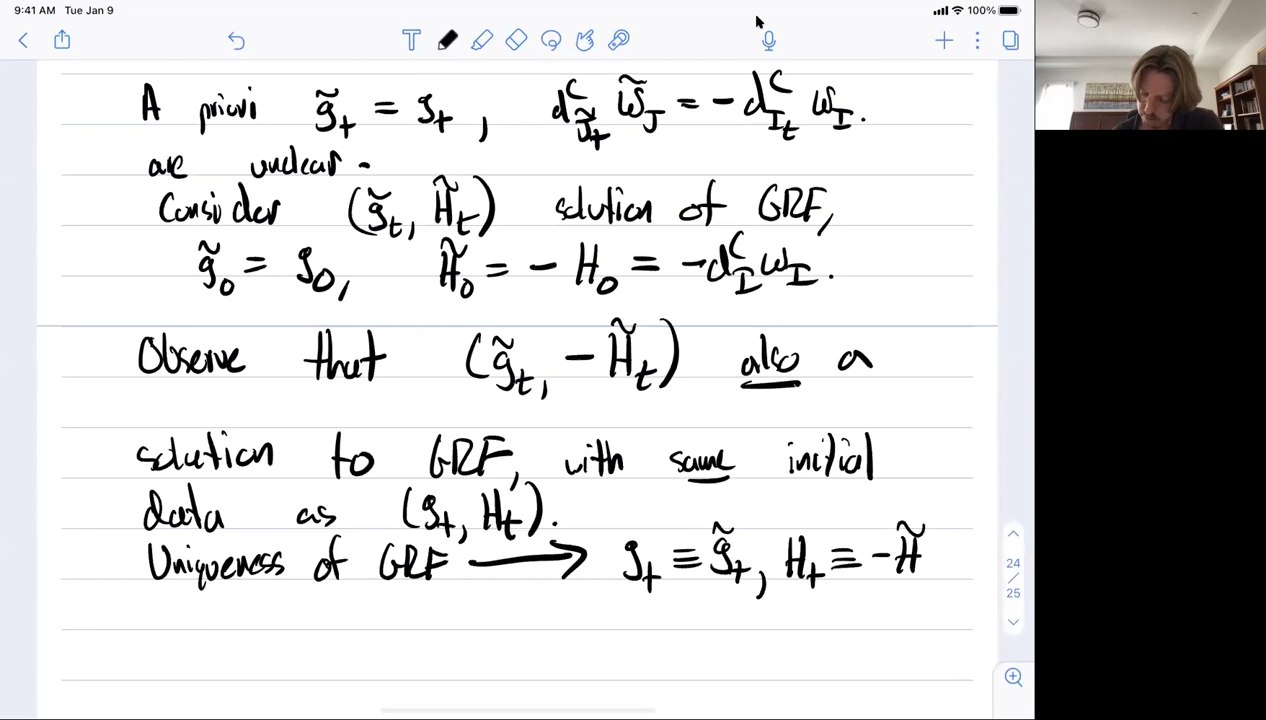 9:41 AM Tue Jan 9
100%
A priori g̃_t = g_t, d^c_{J̃_t} ω̃_J = - d^c_{I_t} ω_I.
are unclear.
Consider (g̃_t, H̃_t) solution of GRF,
g̃_0 = g_0, H̃_0 = - H_0 = -d^c_I ω_I.
Observe that (g̃_t, - H̃_t) also a
solution to GRF, with same initial
data as (g_t, H_t).
Uniqueness of GRF ⟶ g_t ≡ g̃_t, H_t ≡ - H̃
24
/
25